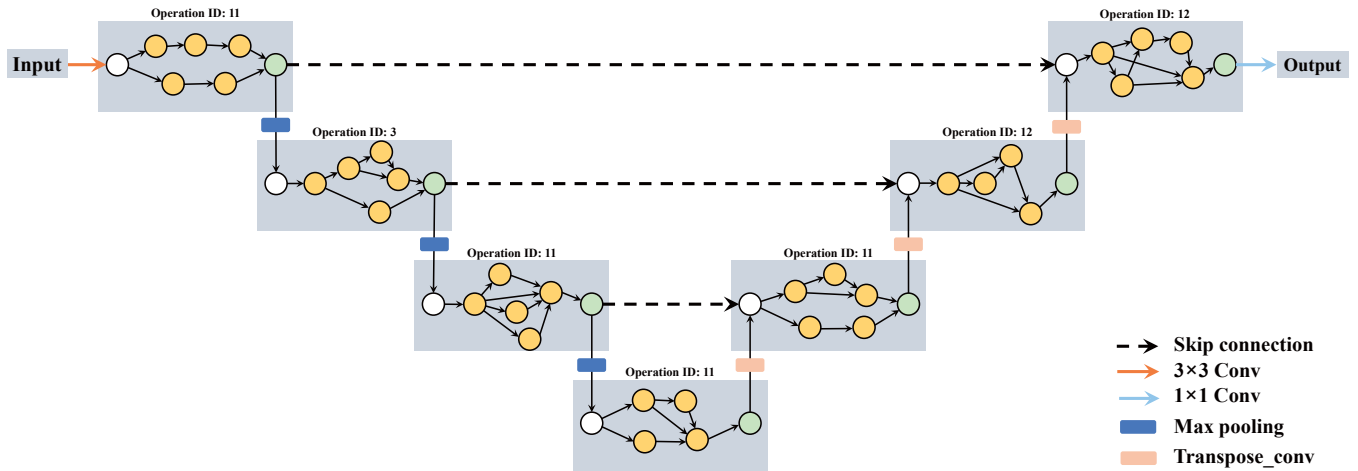 Operation ID: 11
Operation ID: 12
Input
Output
Operation ID: 3
Operation ID: 12
Operation ID: 11
Operation ID: 11
Operation ID: 11
Skip connection
3×3 Conv
1×1 Conv
Max pooling
Transpose_conv